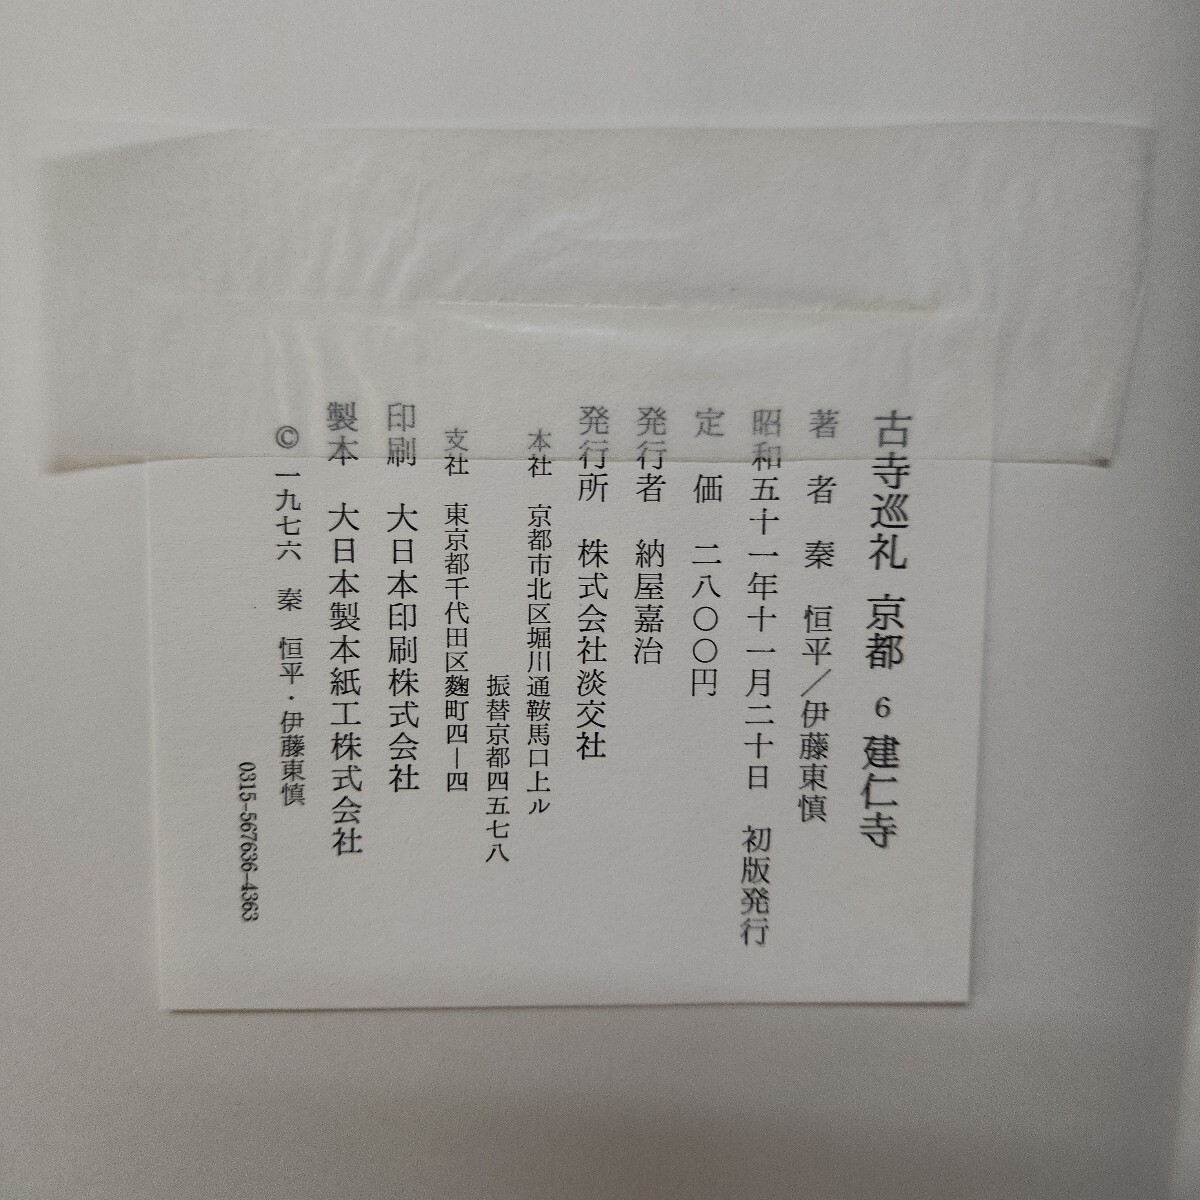 古寺巡礼 京都 6 建仁寺
著者 秦 恒平／伊藤東慎
昭和五十一年十一月二十日 初版発行
定価 二八〇〇円
発行者 納屋嘉治
発行所 株式会社淡交社
本社 京都市北区堀川通鞍馬口上ル
振替京都四五七八
支社 東京都千代田区麴町四—四
印刷 大日本印刷株式会社
製本 大日本製本紙工株式会社
© 一九七六 秦 恒平・伊藤東慎
0315-567636-4363